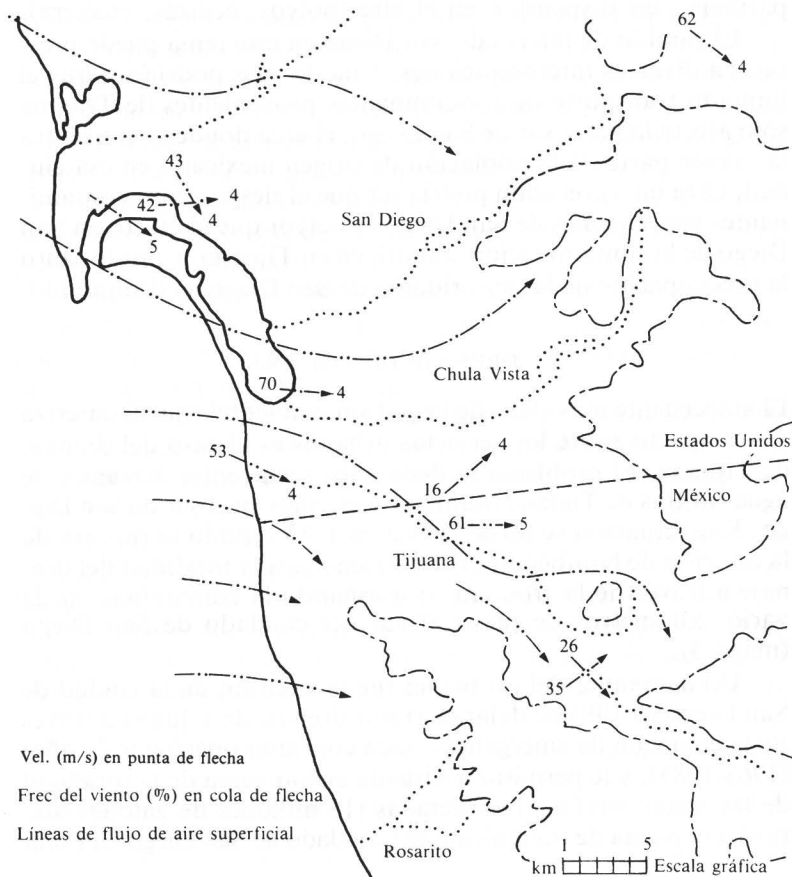 62
4
43
42
4
4
5
San Diego
70
4
Chula Vista
Estados Unidos
53
4
4
16
México
61
5
Tijuana
26
35
Vel. (m/s) en punta de flecha
Frec del viento (%) en cola de flecha
Líneas de flujo de aire superficial
Rosarito
1 5
km Escala gráfica